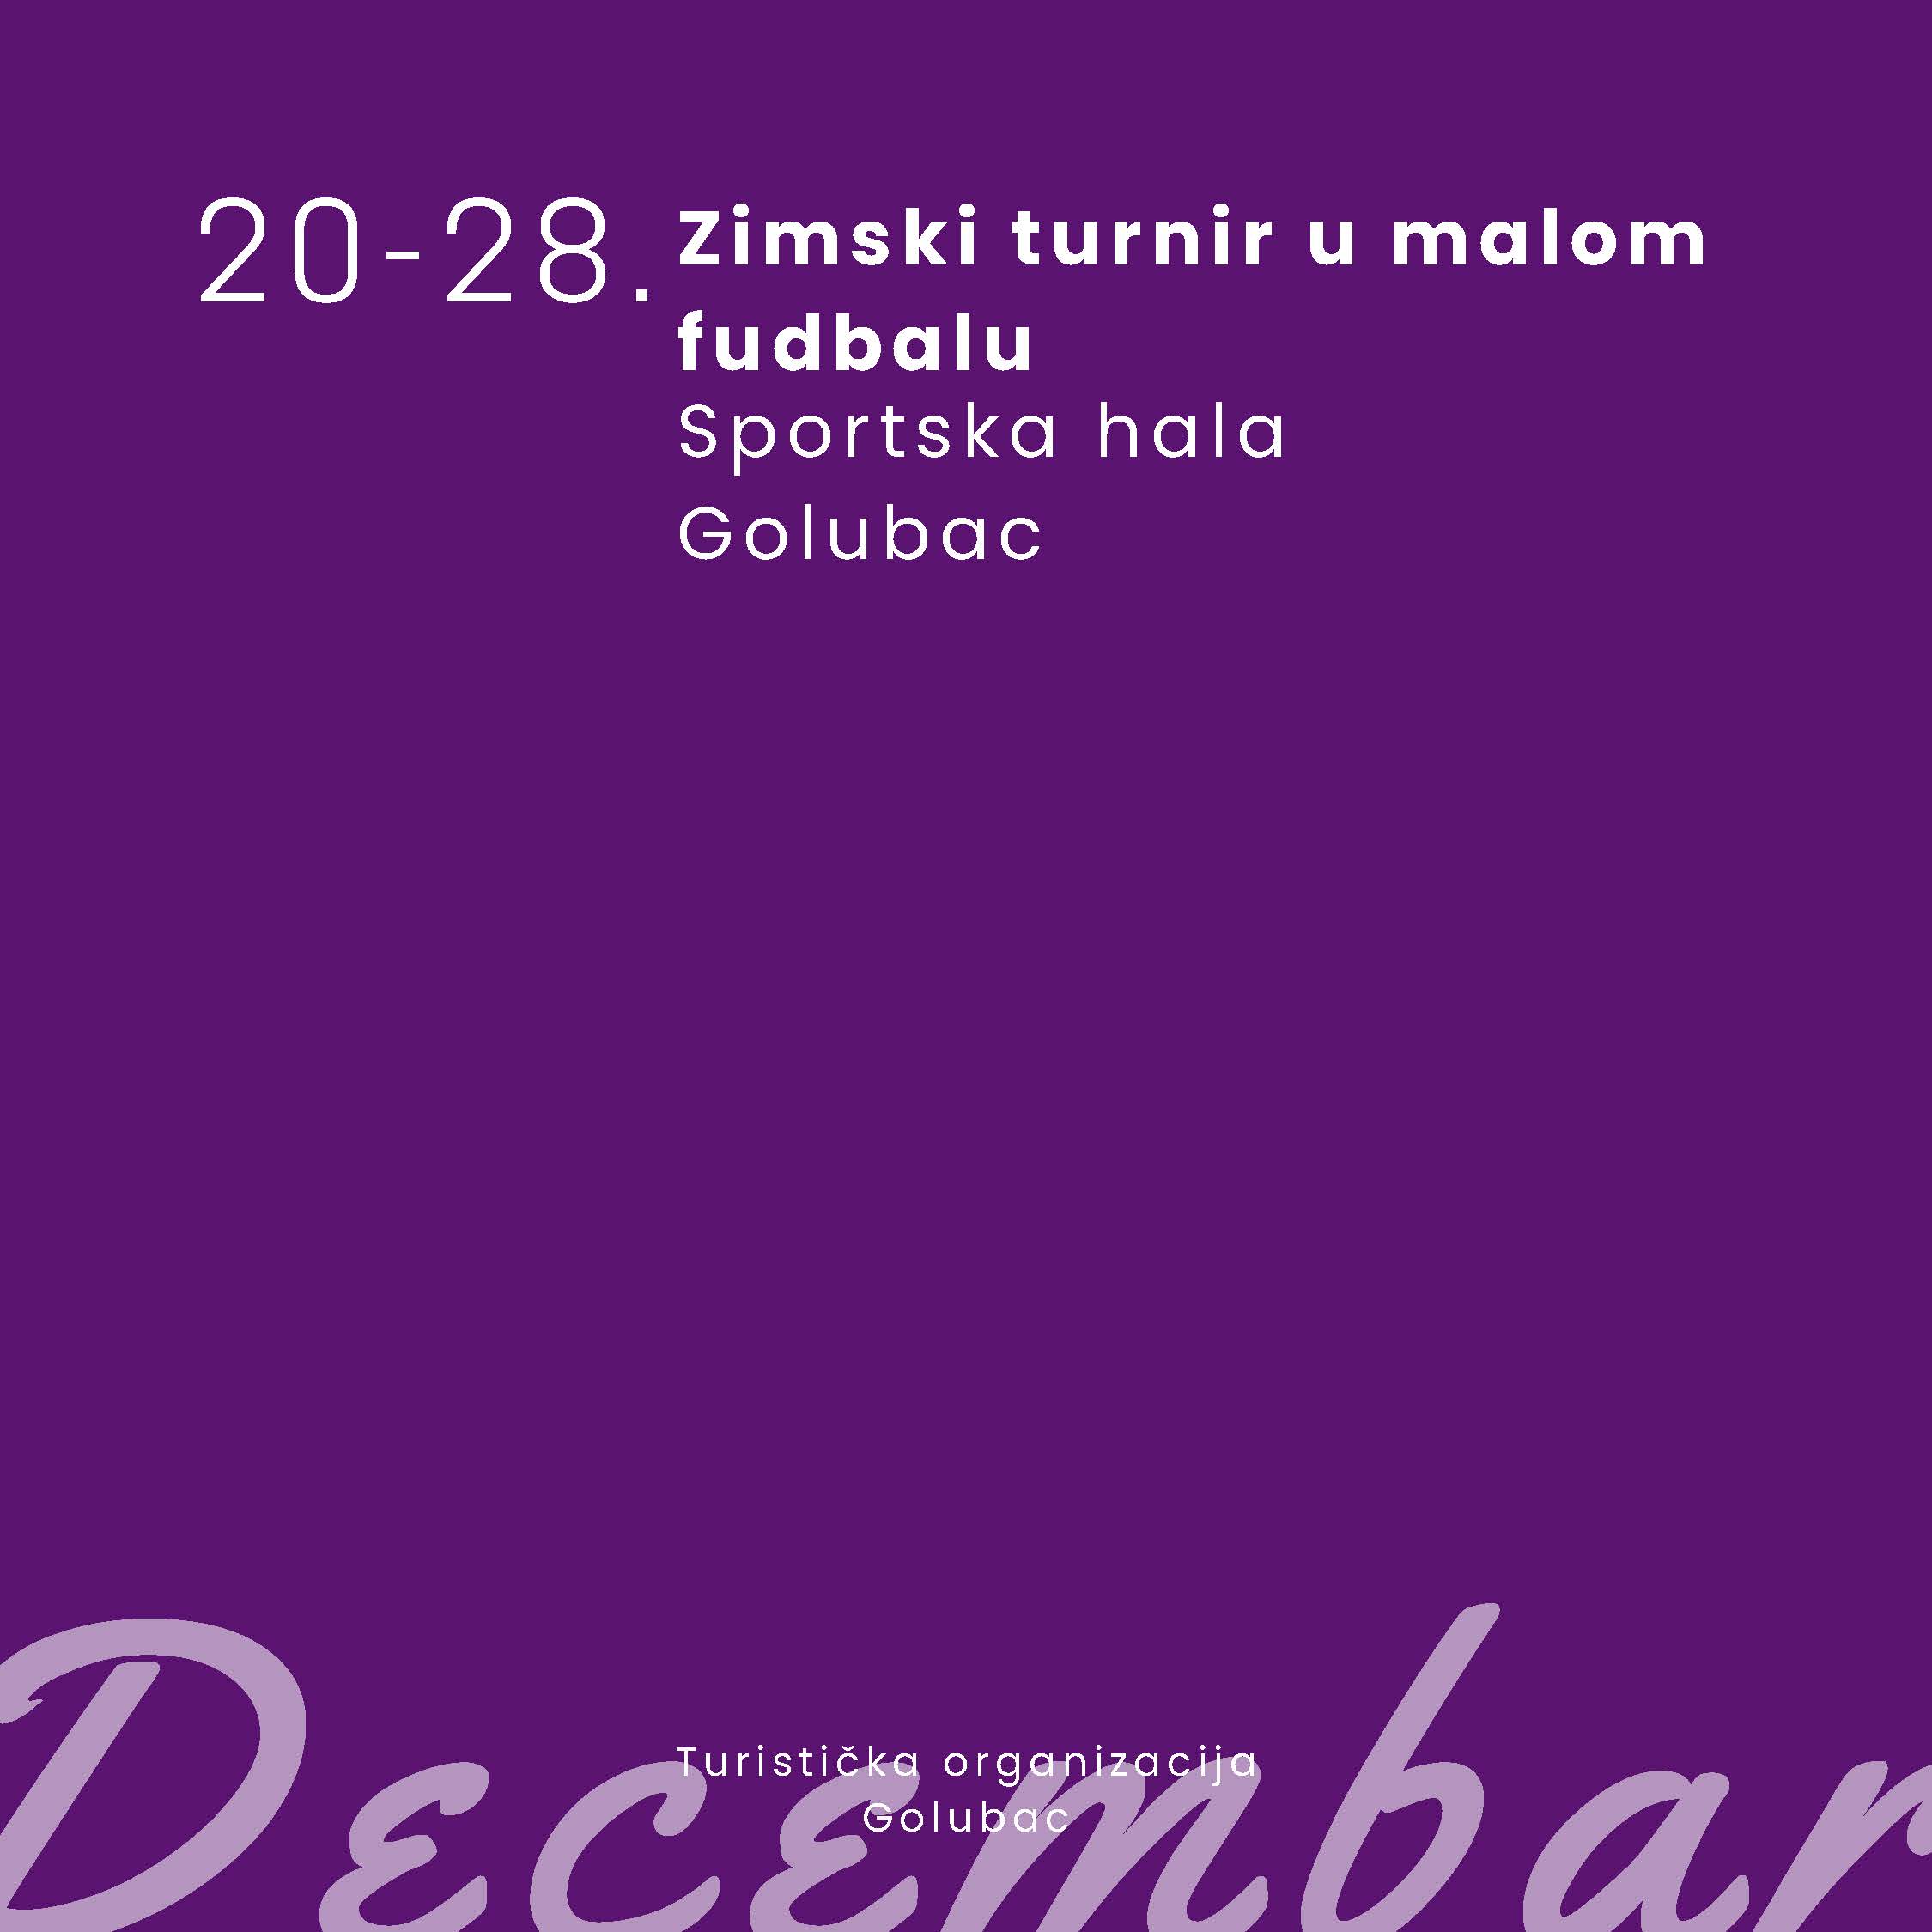 20-28. Zimski turnir u malom
fudbalu
Sportska hala
Golubac
Turistička organizacija
Golubac
Decembar